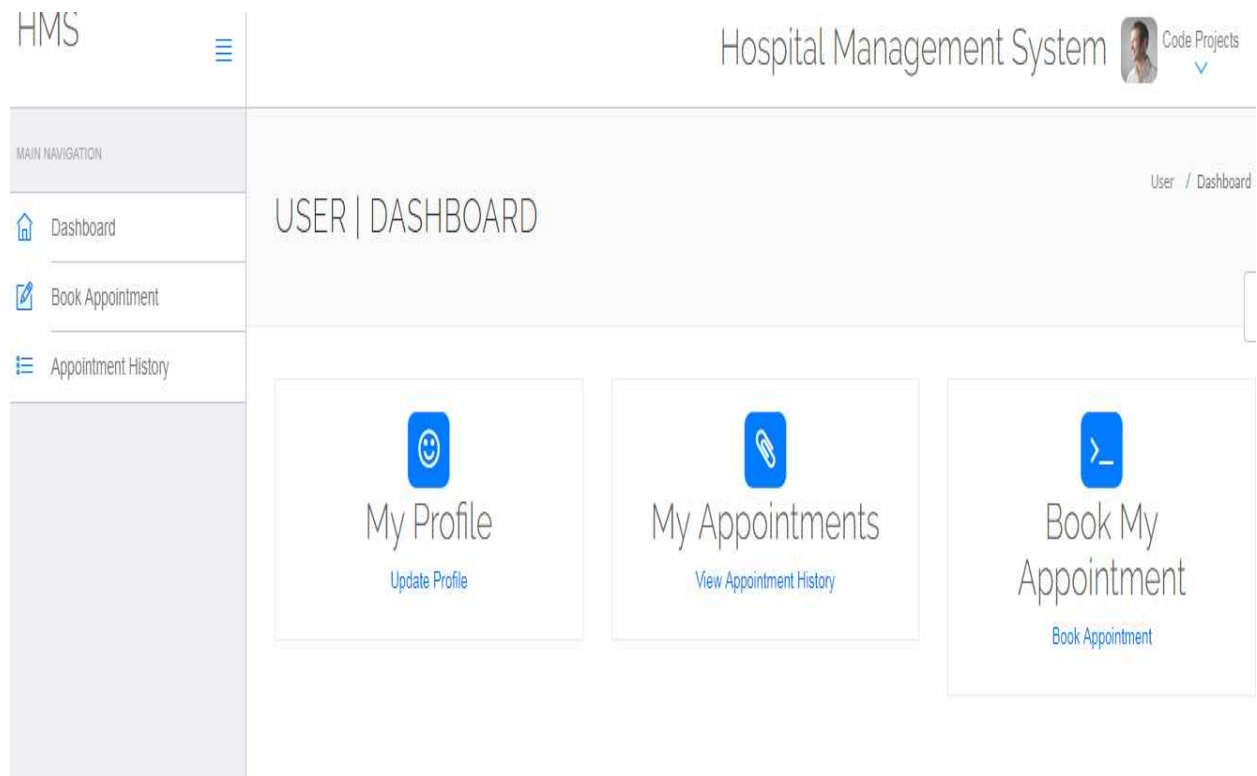 HMS
Hospital Management System
Code Projects
MAIN NAVIGATION
Dashboard
Book Appointment
Appointment History
User / Dashboard
USER | DASHBOARD
My Profile
Update Profile
My Appointments
View Appointment History
Book My
Appointment
Book Appointment